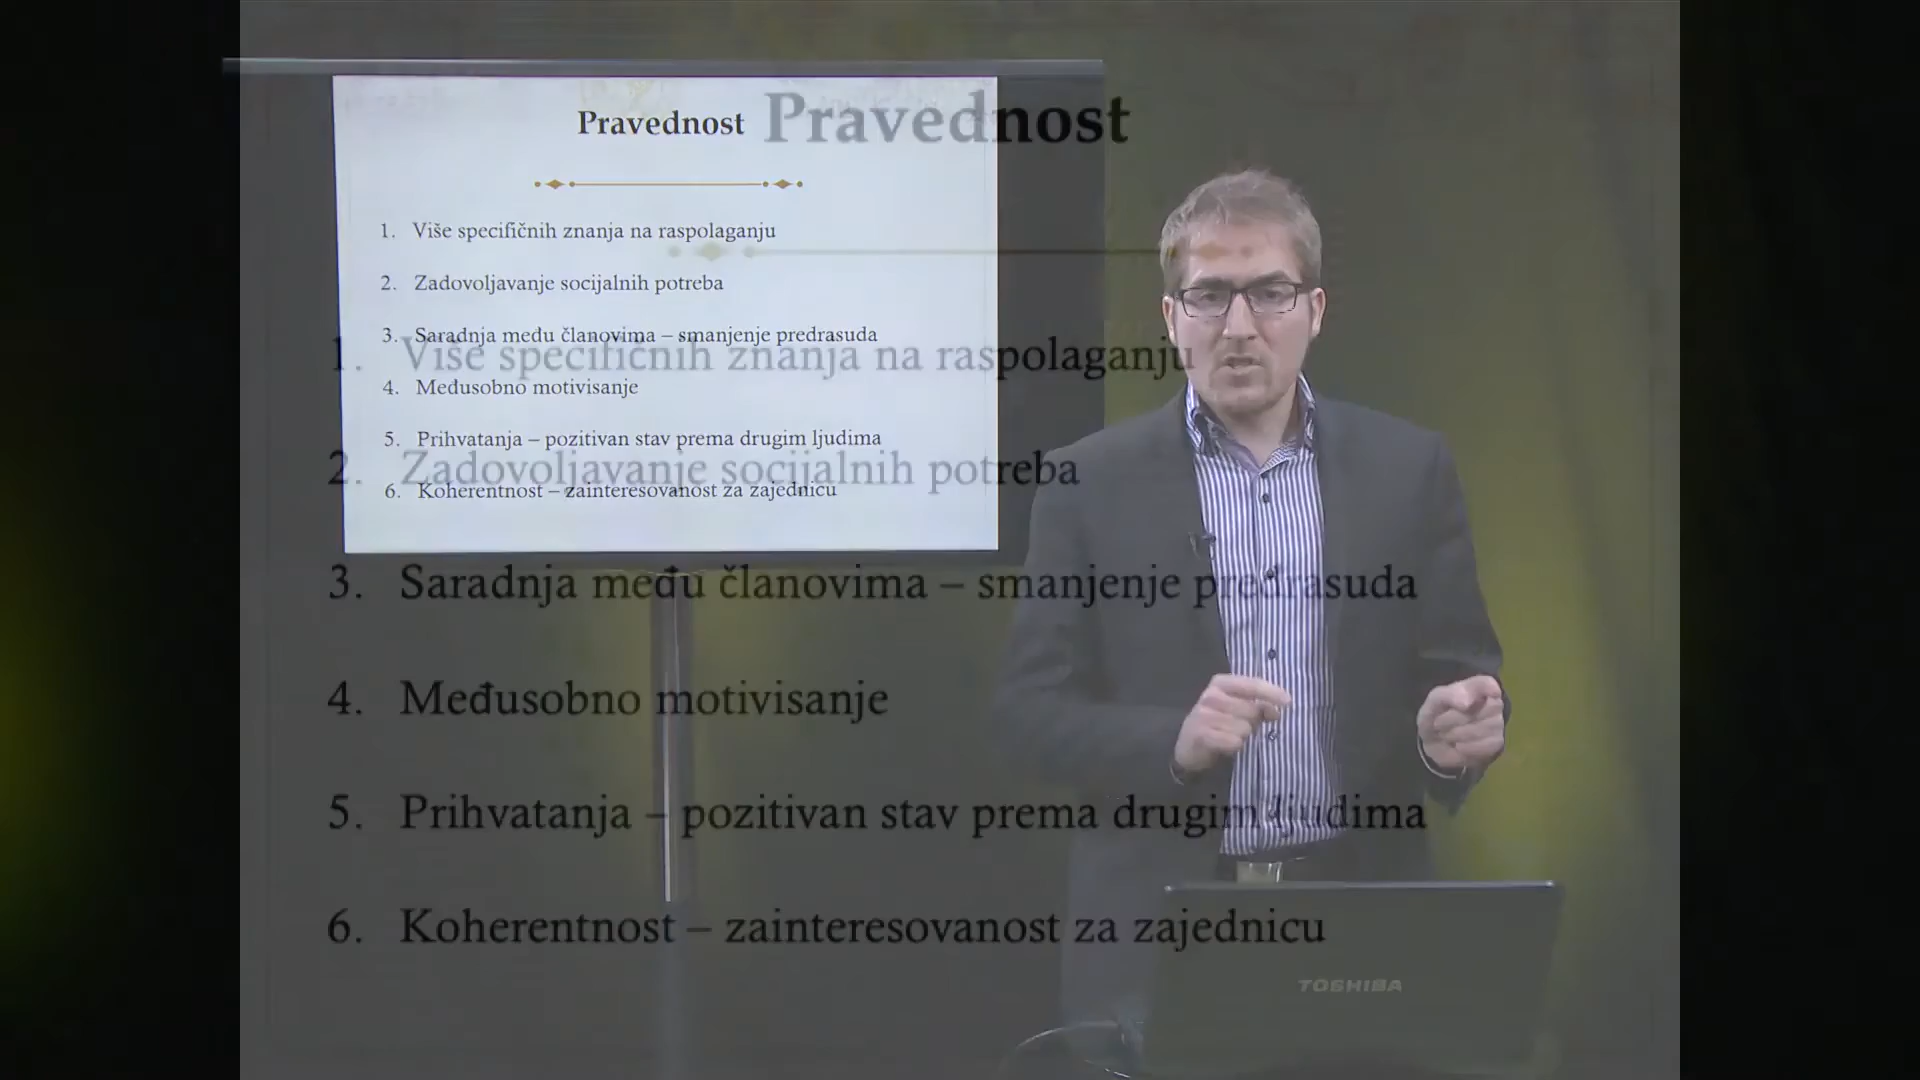 Pravednost
1. Više specifičnih znanja na raspolaganju
2. Zadovoljavanje socijalnih potreba
3. Saradnja među članovima – smanjenje predrasuda
4. Međusobno motivisanje
5. Prihvatanja – pozitivan stav prema drugim ljudima
6. Koherentnost – zainteresovanost za zajednicu
Pravednost
1. Više specifičnih znanja na raspolaganju
2. Zadovoljavanje socijalnih potreba
3. Saradnja među članovima – smanjenje predrasuda
4. Međusobno motivisanje
5. Prihvatanja – pozitivan stav prema drugim ljudima
6. Koherentnost – zainteresovanost za zajednicu
TOSHIBA